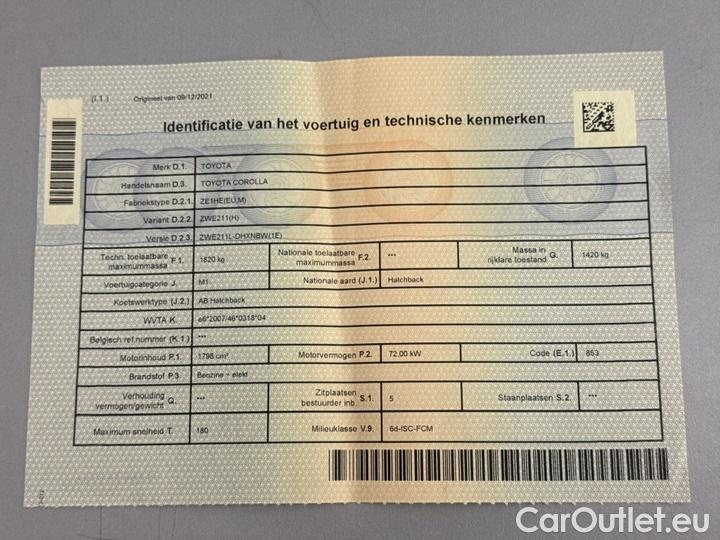 (I.1.) Origineel van 09/12/2021
Identificatie van het voertuig en technische kenmerken
Merk D.1. TOYOTA
Handelsnaam D.3. TOYOTA COROLLA
Fabriekstype D.2.1. ZE1HE(EU,M)
Variant D.2.2. ZWE211(H)
Versie D.2.3. ZWE211L-DHXNBW(1E)
Techn. toelaatbare maximummassa F.1. 1820 kg Nationale toelaatbare maximummassa F.2. *** Massa in rijklare toestand G. 1420 kg
Voertuigcategorie J. M1 Nationale aard (J.1.) Hatchback
Koetswerktype (J.2.) AB Hatchback
WVTA K. e6*2007/46*0318*04
Belgisch ref.nummer (K.1.) ***
Motorinhoud P.1. 1798 cm³ Motorvermogen P.2. 72.00 kW Code (E.1.) 853
Brandstof P.3. Benzine + elekt
Verhouding vermogen/gewicht Q. *** Zitplaatsen bestuurder inb. S.1. 5 Staanplaatsen S.2. ***
Maximum snelheid T. 180 Milieuklasse V.9. 6d-ISC-FCM
CarOutlet.eu